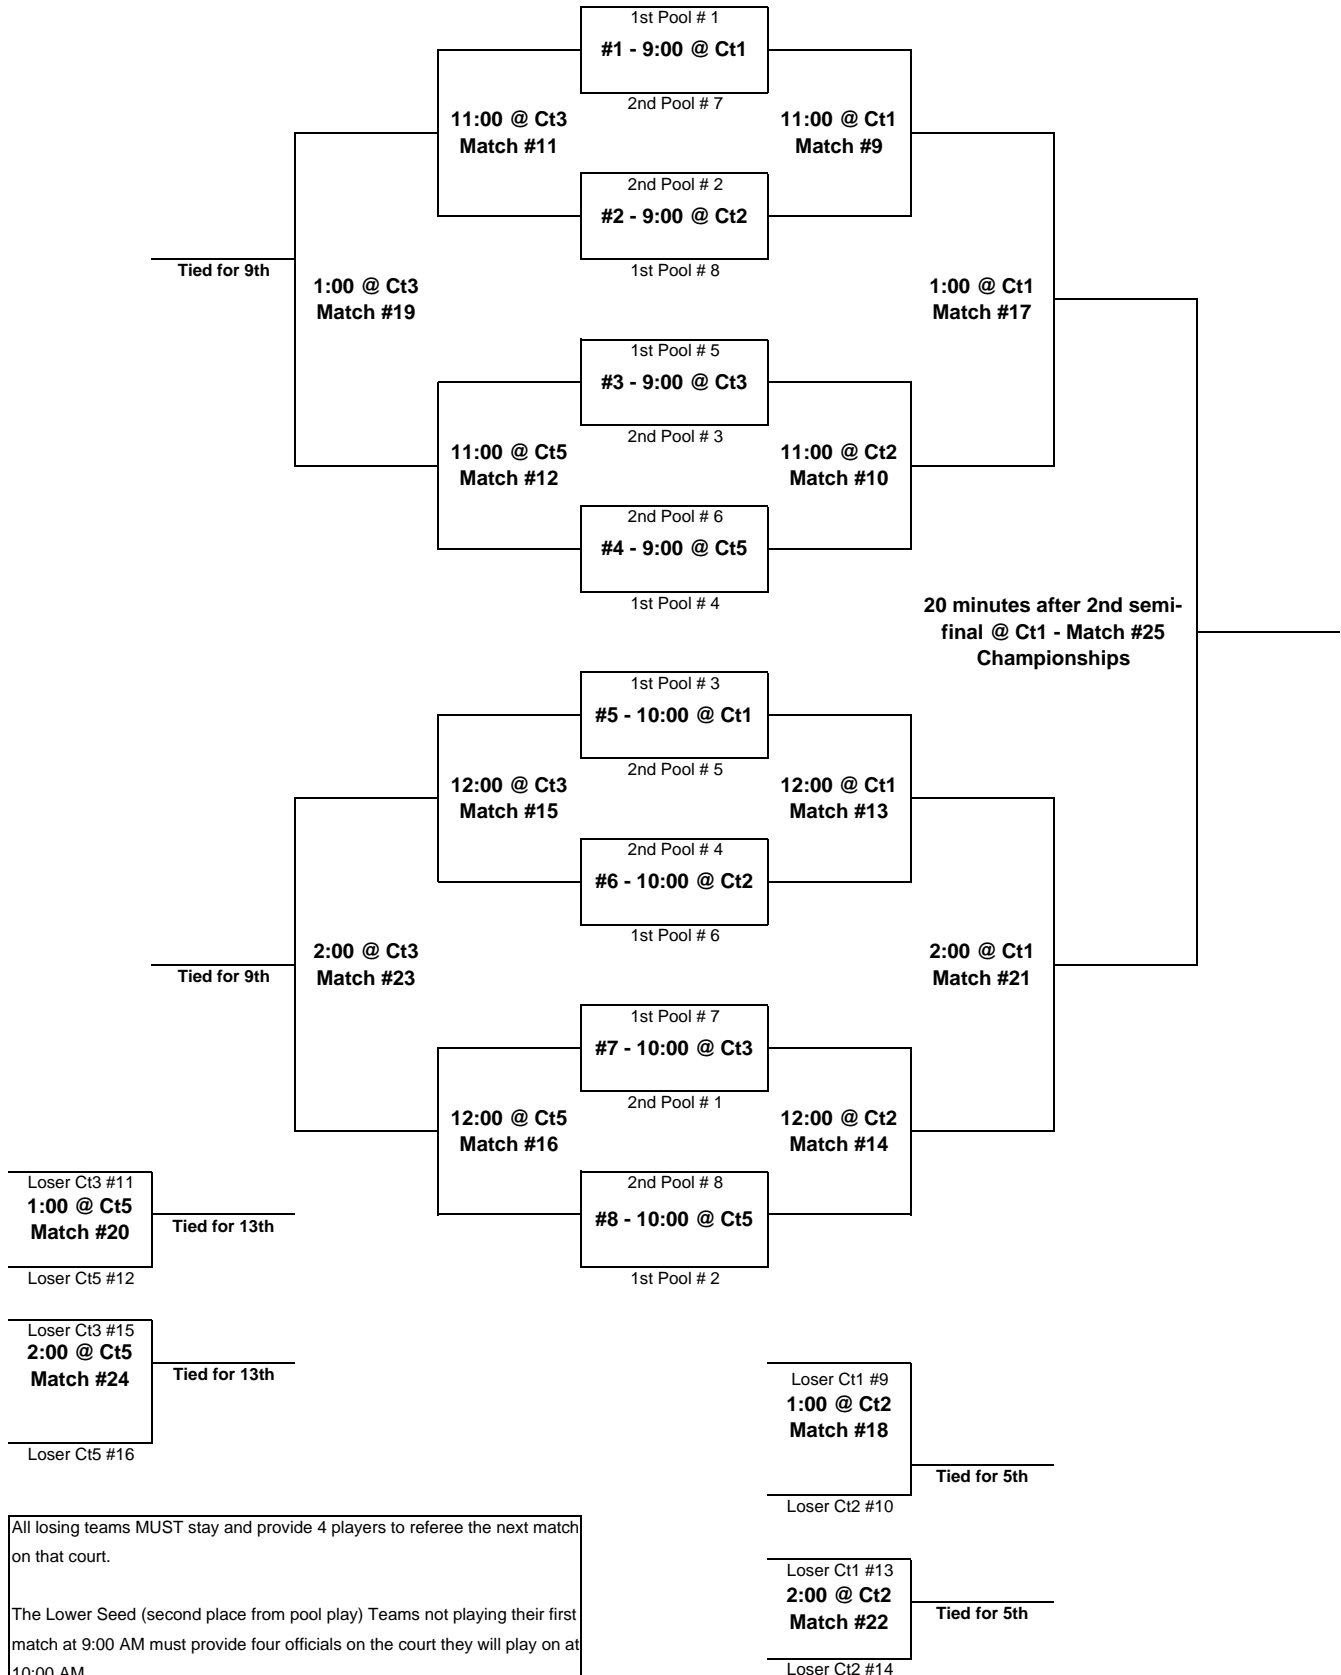 1st Pool # 1
#1 - 9:00 @ Ct1
2nd Pool # 7
11:00 @ Ct3
Match #11
11:00 @ Ct1
Match #9
2nd Pool # 2
#2 - 9:00 @ Ct2
1st Pool # 8
Tied for 9th
1:00 @ Ct3
Match #19
1:00 @ Ct1
Match #17
1st Pool # 5
#3 - 9:00 @ Ct3
2nd Pool # 3
11:00 @ Ct5
Match #12
11:00 @ Ct2
Match #10
2nd Pool # 6
#4 - 9:00 @ Ct5
1st Pool # 4
20 minutes after 2nd semi-
final @ Ct1 - Match #25
Championships
1st Pool # 3
#5 - 10:00 @ Ct1
2nd Pool # 5
12:00 @ Ct3
Match #15
12:00 @ Ct1
Match #13
2nd Pool # 4
#6 - 10:00 @ Ct2
1st Pool # 6
2:00 @ Ct3
Match #23
Tied for 9th
2:00 @ Ct1
Match #21
1st Pool # 7
#7 - 10:00 @ Ct3
2nd Pool # 1
12:00 @ Ct5
Match #16
12:00 @ Ct2
Match #14
2nd Pool # 8
#8 - 10:00 @ Ct5
1st Pool # 2
Loser Ct3 #11
1:00 @ Ct5
Match #20
Tied for 13th
Loser Ct5 #12
Loser Ct3 #15
2:00 @ Ct5
Match #24
Tied for 13th
Loser Ct5 #16
Loser Ct1 #9
1:00 @ Ct2
Match #18
Tied for 5th
Loser Ct2 #10
All losing teams MUST stay and provide 4 players to referee the next match
on that court.
The Lower Seed (second place from pool play) Teams not playing their first
match at 9:00 AM must provide four officials on the court they will play on at
10:00 AM
Loser Ct1 #13
2:00 @ Ct2
Match #22
Tied for 5th
Loser Ct2 #14